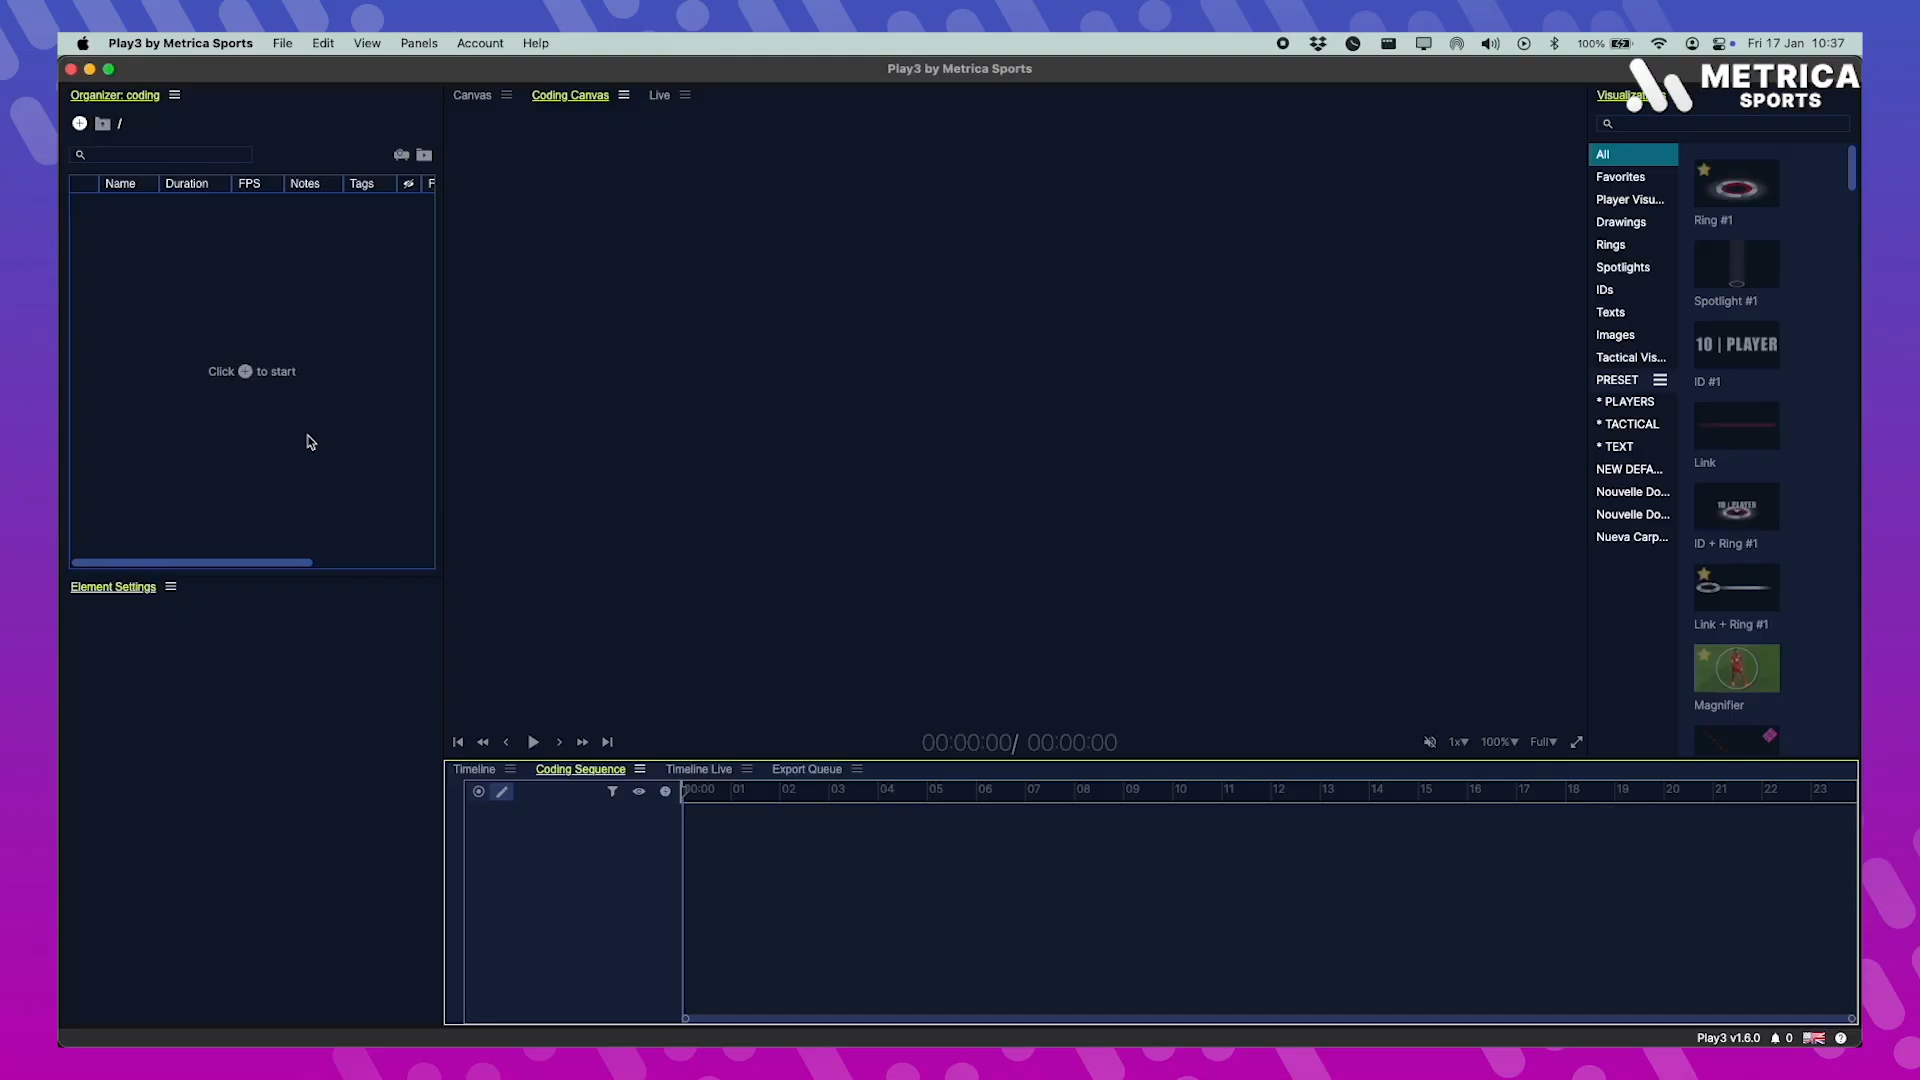 Play3 by Metrica Sports File Edit View Panels Account Help 100% Fri 17 Jan 10:37
Play3 by Metrica Sports
METRICA
SPORTS
Organizer: coding
Canvas Coding Canvas Live
/
Name Duration FPS Notes Tags F
Click to start
Element Settings
All
Favorites
Player Visu...
Drawings
Rings
Spotlights
IDs
Texts
Images
Tactical Vis...
PRESET
* PLAYERS
* TACTICAL
* TEXT
NEW DEFA...
Nouvelle Do...
Nouvelle Do...
Nueva Carp...
Ring #1
Spotlight #1
10 | PLAYER
ID #1
Link
10 | PLAYER
ID + Ring #1
Link + Ring #1
Magnifier
00:00:00/ 00:00:00
1x 100% Full
Timeline Coding Sequence Timeline Live Export Queue
00:00 01 02 03 04 05 06 07 08 09 10 11 12 13 14 15 16 17 18 19 20 21 22 23
Play3 v1.6.0 0